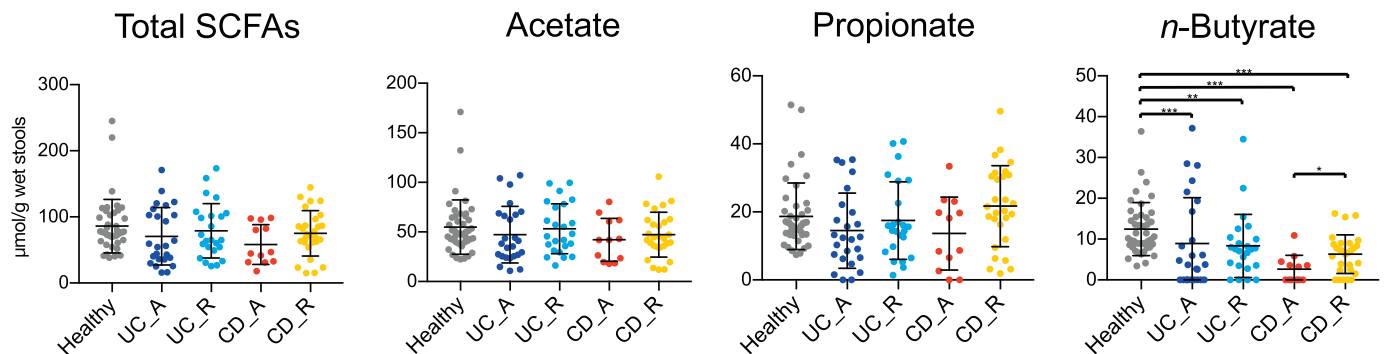 Total SCFAs
Acetate
Propionate
n-Butyrate
µmol/g wet stools
300
200
100
0
Healthy
UC_A
UC_R
CD_A
CD_R
200
150
100
50
0
Healthy
UC_A
UC_R
CD_A
CD_R
60
40
20
0
Healthy
UC_A
UC_R
CD_A
CD_R
50
40
30
20
10
0
***
***
**
***
*
Healthy
UC_A
UC_R
CD_A
CD_R